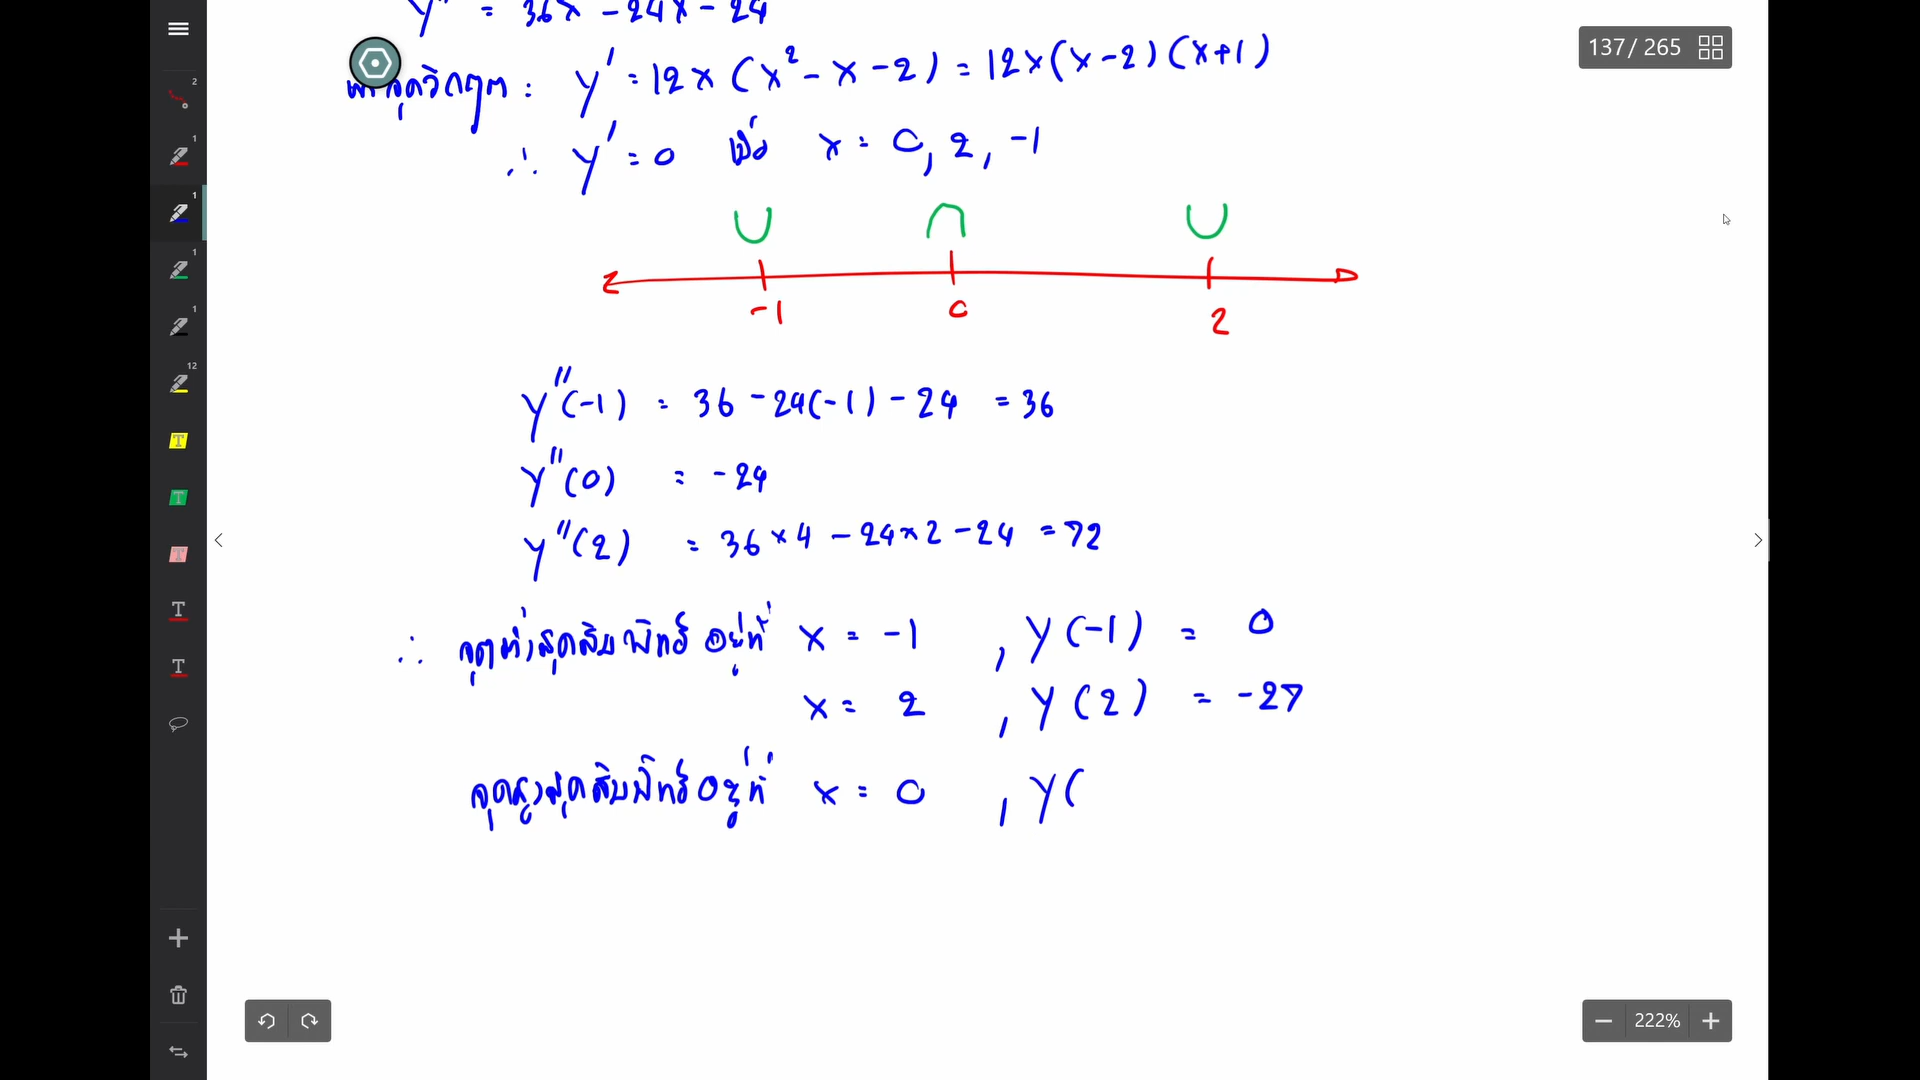 137 / 265
y'' = 36x - 24x - 24
หาจุดวิกฤต : y' = 12x (x² - x - 2) = 12x (x - 2) (x + 1)
∴ y' = 0 เมื่อ x = 0, 2, -1
∪ ∩ ∪
-1 0 2
y''(-1) = 36 - 24(-1) - 24 = 36
y''(0) = -24
y''(2) = 36 × 4 - 24 × 2 - 24 = 72
∴ จุดต่ำสุดสัมพัทธ์ อยู่ที่ x = -1 , y(-1) = 0
x = 2 , y(2) = -27
จุดสูงสุดสัมพัทธ์อยู่ที่ x = 0 , y(
222%